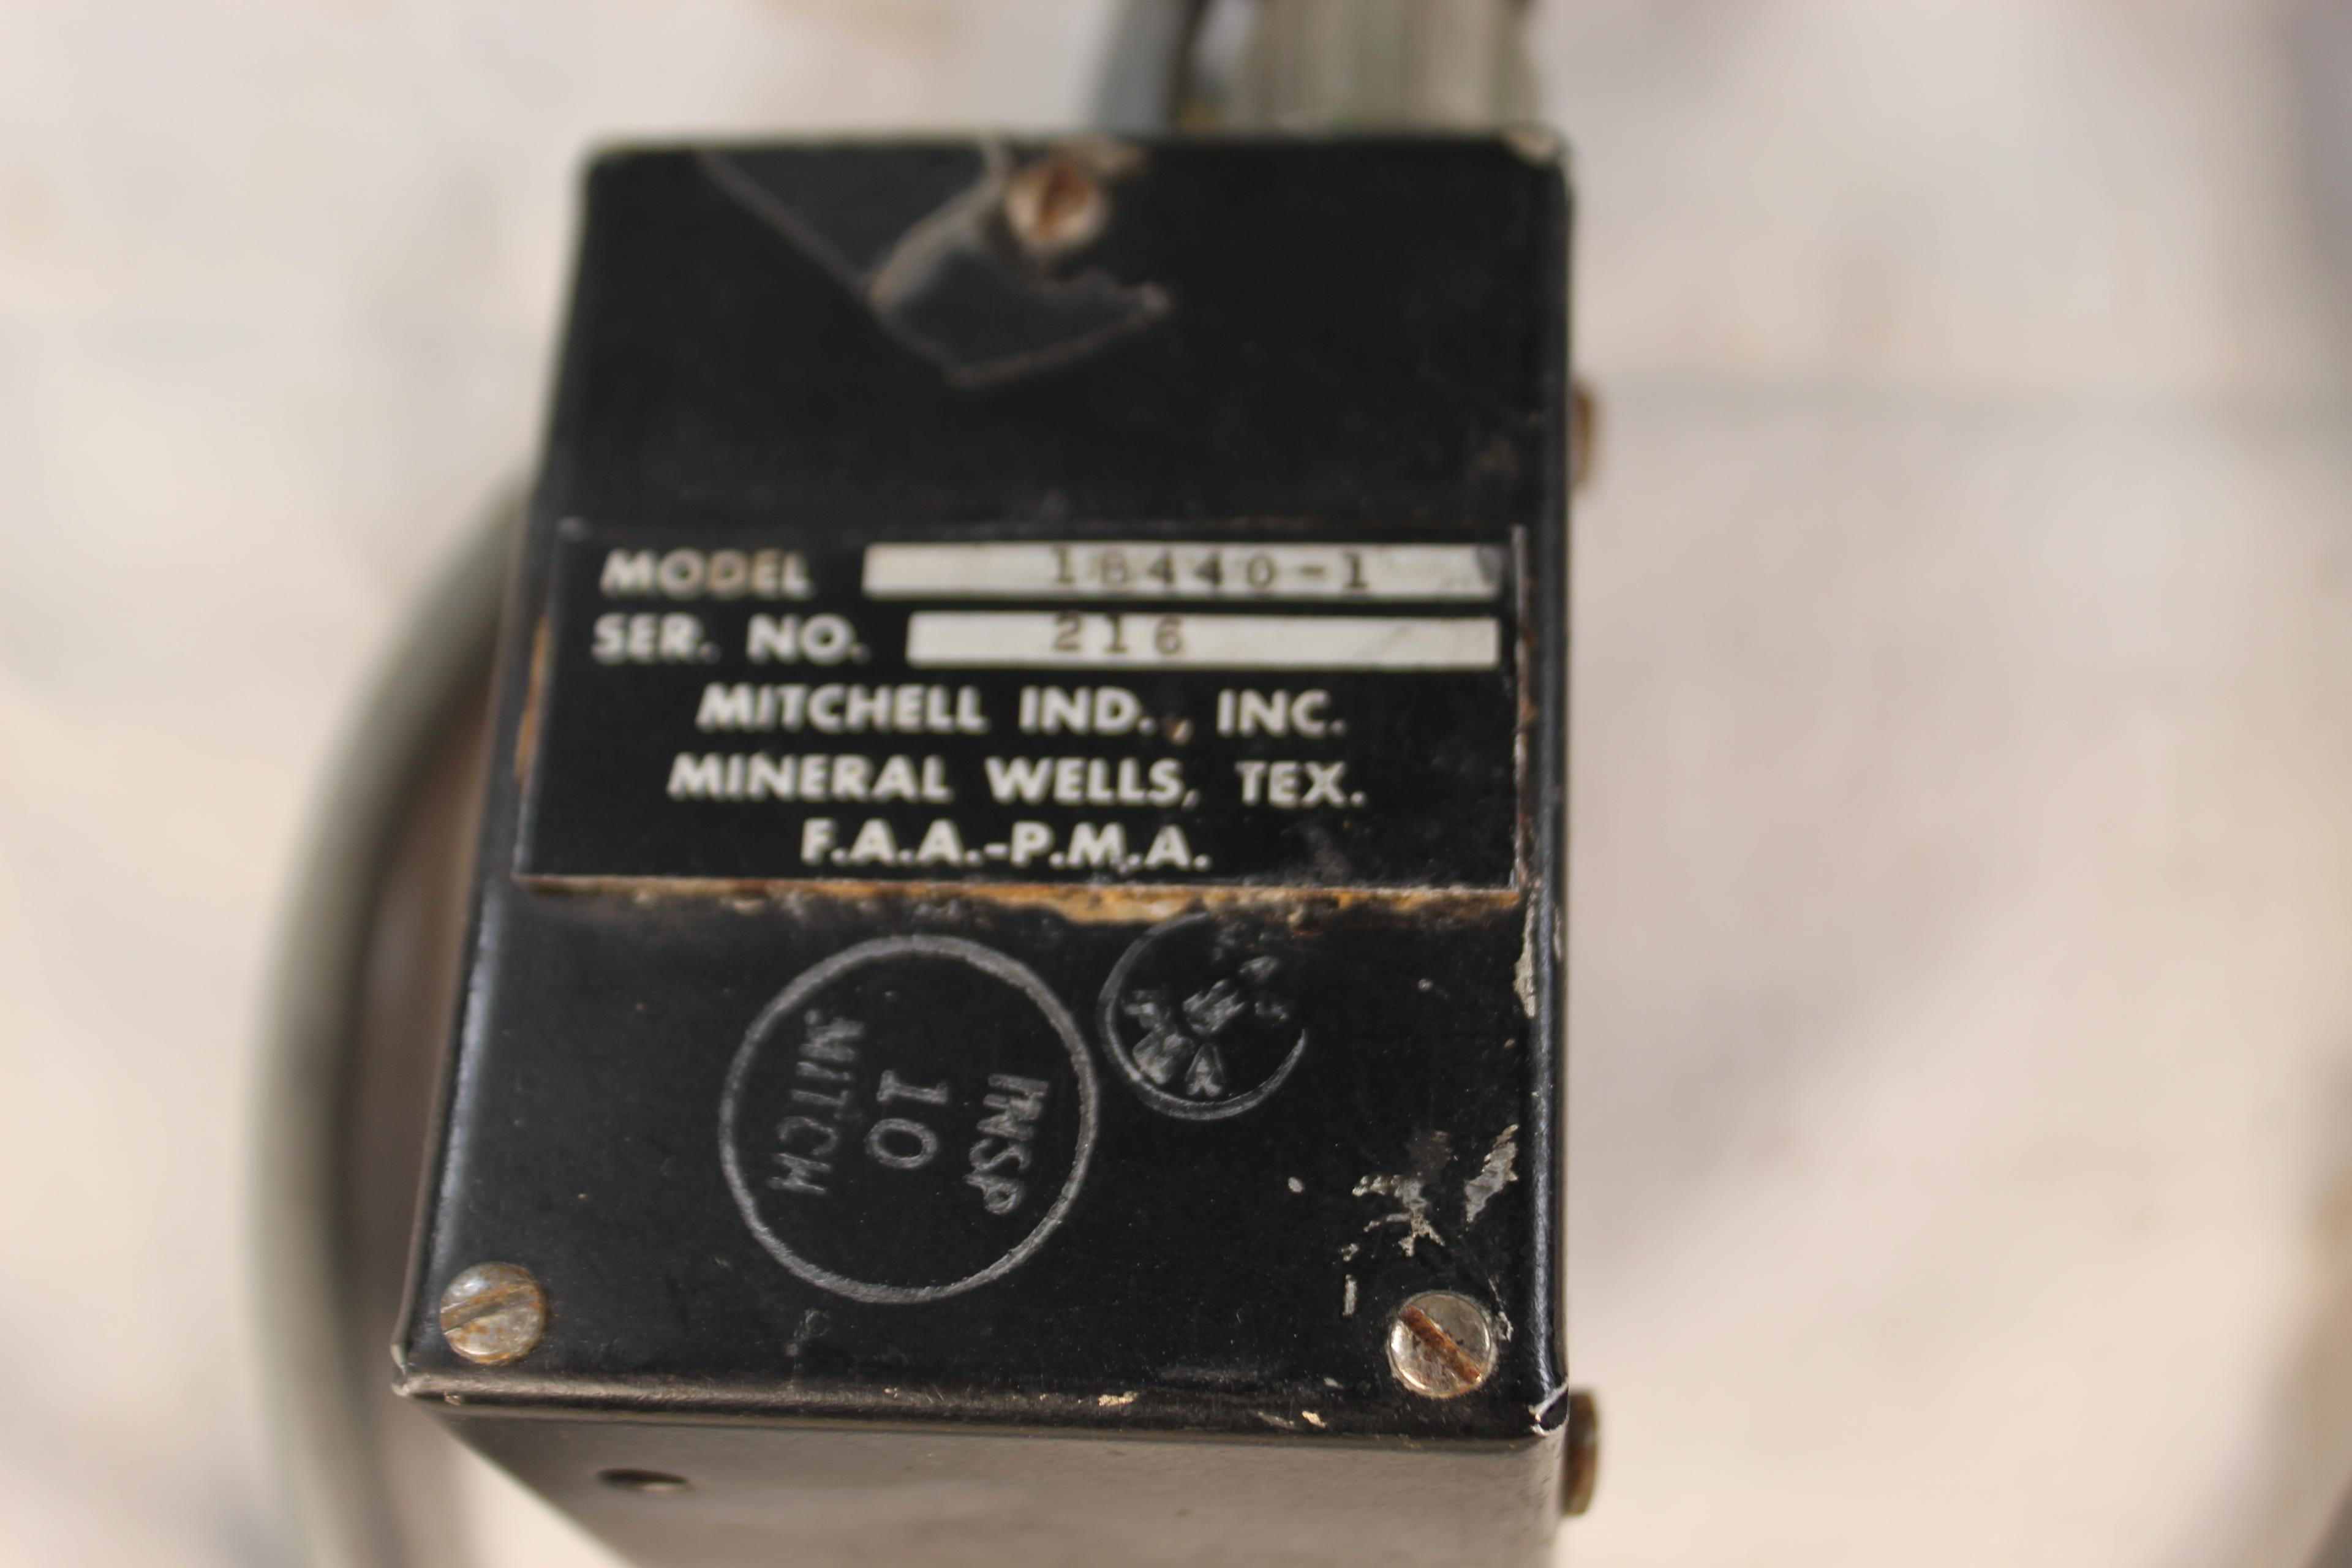 MODEL 18440-1
SER. NO. 216
MITCHELL IND., INC.
MINERAL WELLS, TEX.
F.A.A.-P.M.A.
INSP
10
MITCH